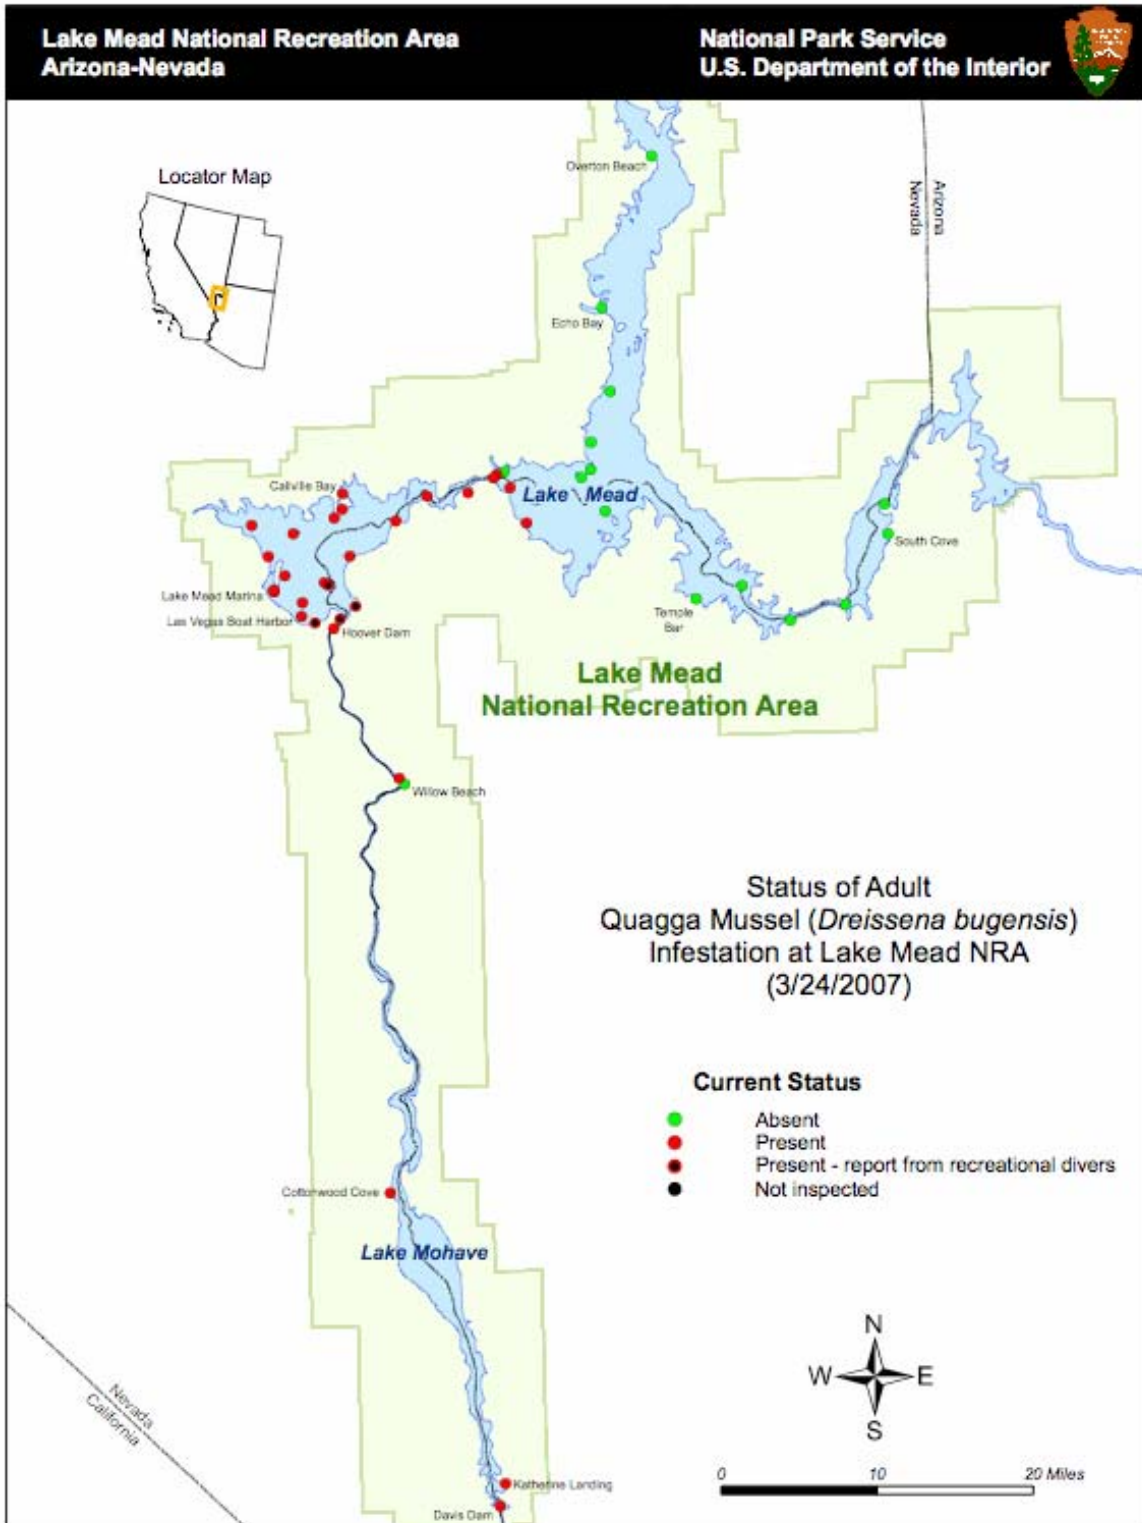 Lake Mead National Recreation Area
Arizona-Nevada
National Park Service
U.S. Department of the Interior
Locator Map
Overton Beach
Arizona
Nevada
Echo Bay
Callville Bay
Lake Mead
South Cove
Lake Mead Marina
Temple
Bar
Las Vegas Boat Harbor
Hoover Dam
Lake Mead
National Recreation Area
Willow Beach
Status of Adult
Quagga Mussel (Dreissena bugensis)
Infestation at Lake Mead NRA
(3/24/2007)
Current Status
Absent
Present
Present - report from recreational divers
Not inspected
Cottonwood Cove
Lake Mohave
Nevada
California
N
W
E
S
Katherine Landing
Davis Dam
0 10 20 Miles